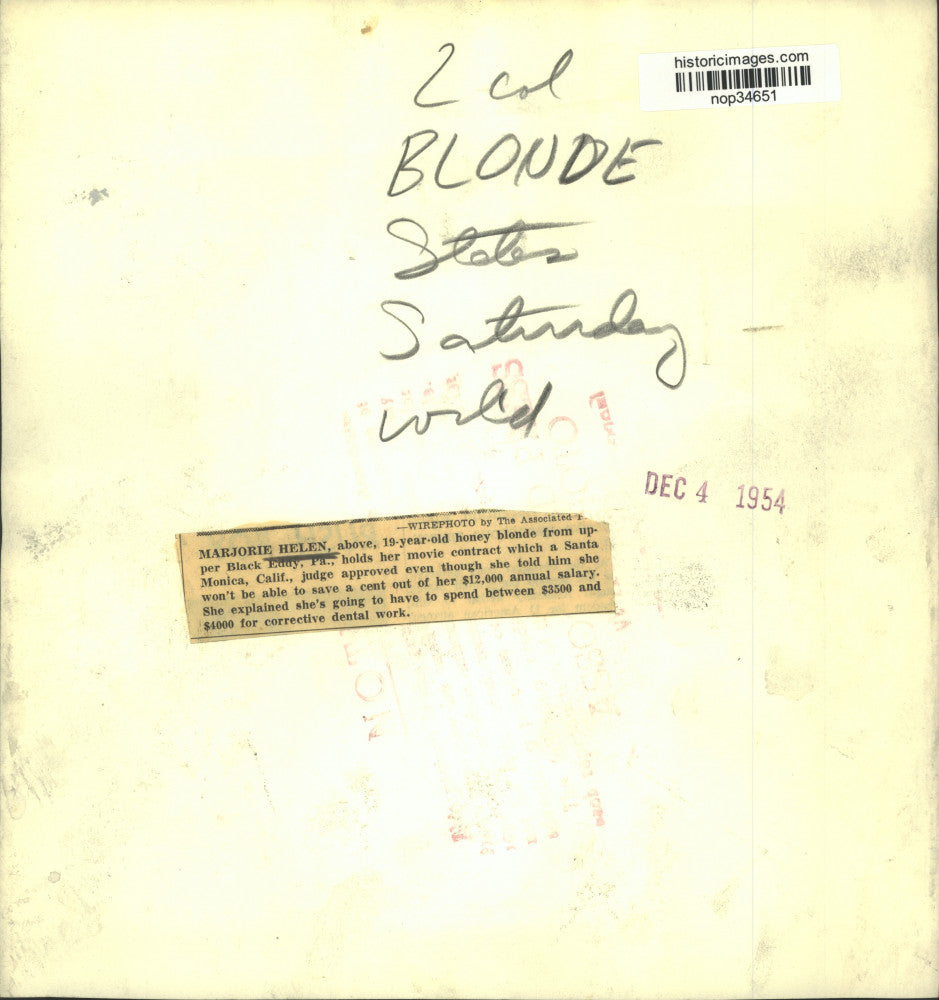 historicimages.com
nop34651
2 col
BLONDE
States
Saturday
world
DEC 4 1954
—WIREPHOTO by The Associated
MARJORIE HELEN, above, 19-year-old honey blonde from up-
per Black Eddy, Pa., holds her movie contract which a Santa
Monica, Calif., judge approved even though she told him she
won't be able to save a cent out of her $12,000 annual salary.
She explained she's going to have to spend between $3500 and
$4000 for corrective dental work.